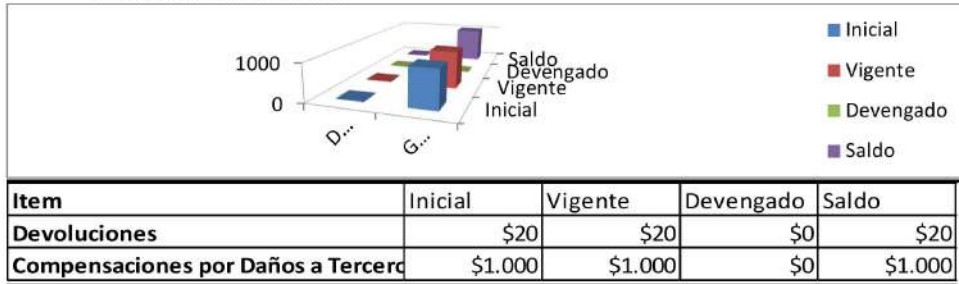 1000
0
Saldo
Devengado
Vigente
Inicial
D...
G...
Inicial
Vigente
Devengado
Saldo
Item Inicial Vigente Devengado Saldo
Devoluciones $20 $20 $0 $20
Compensaciones por Daños a Tercerc $1.000 $1.000 $0 $1.000